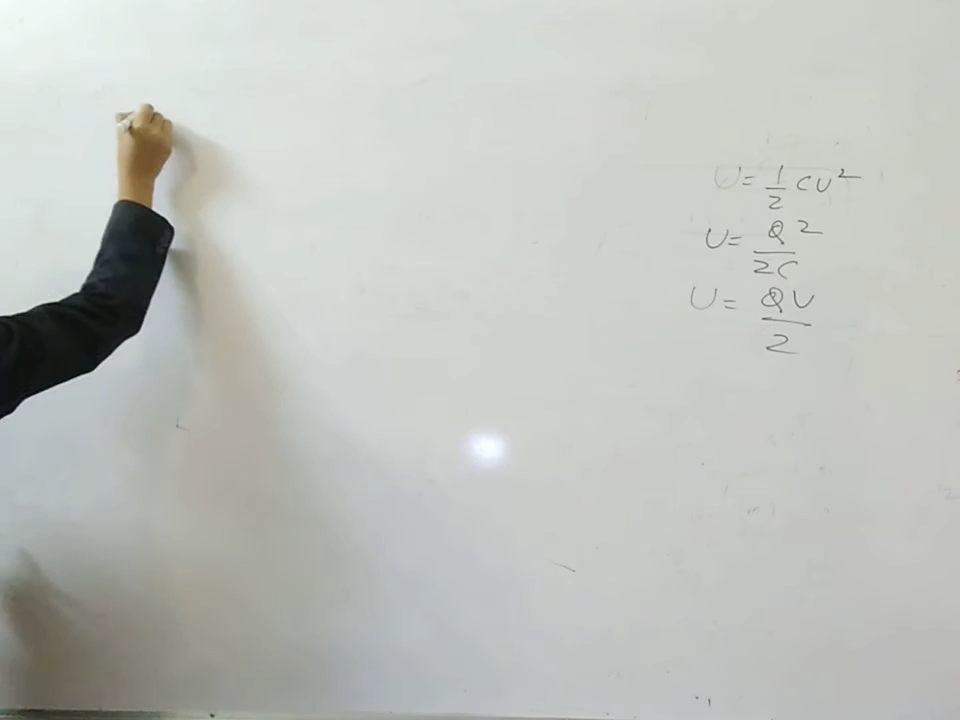 U = 1/2 CU²
U = Q²/2C
U = QU/2